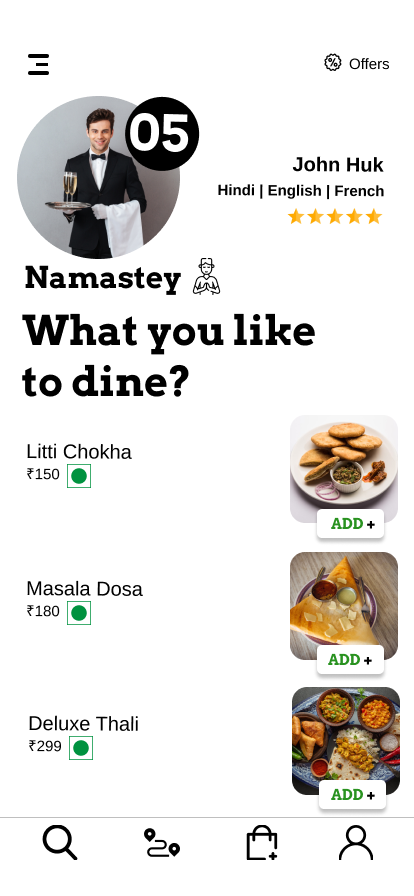 Offers
05
John Huk
Hindi | English | French
Namastey
What you like
to dine?
Litti Chokha
₹150
ADD +
Masala Dosa
₹180
ADD +
Deluxe Thali
₹299
ADD +